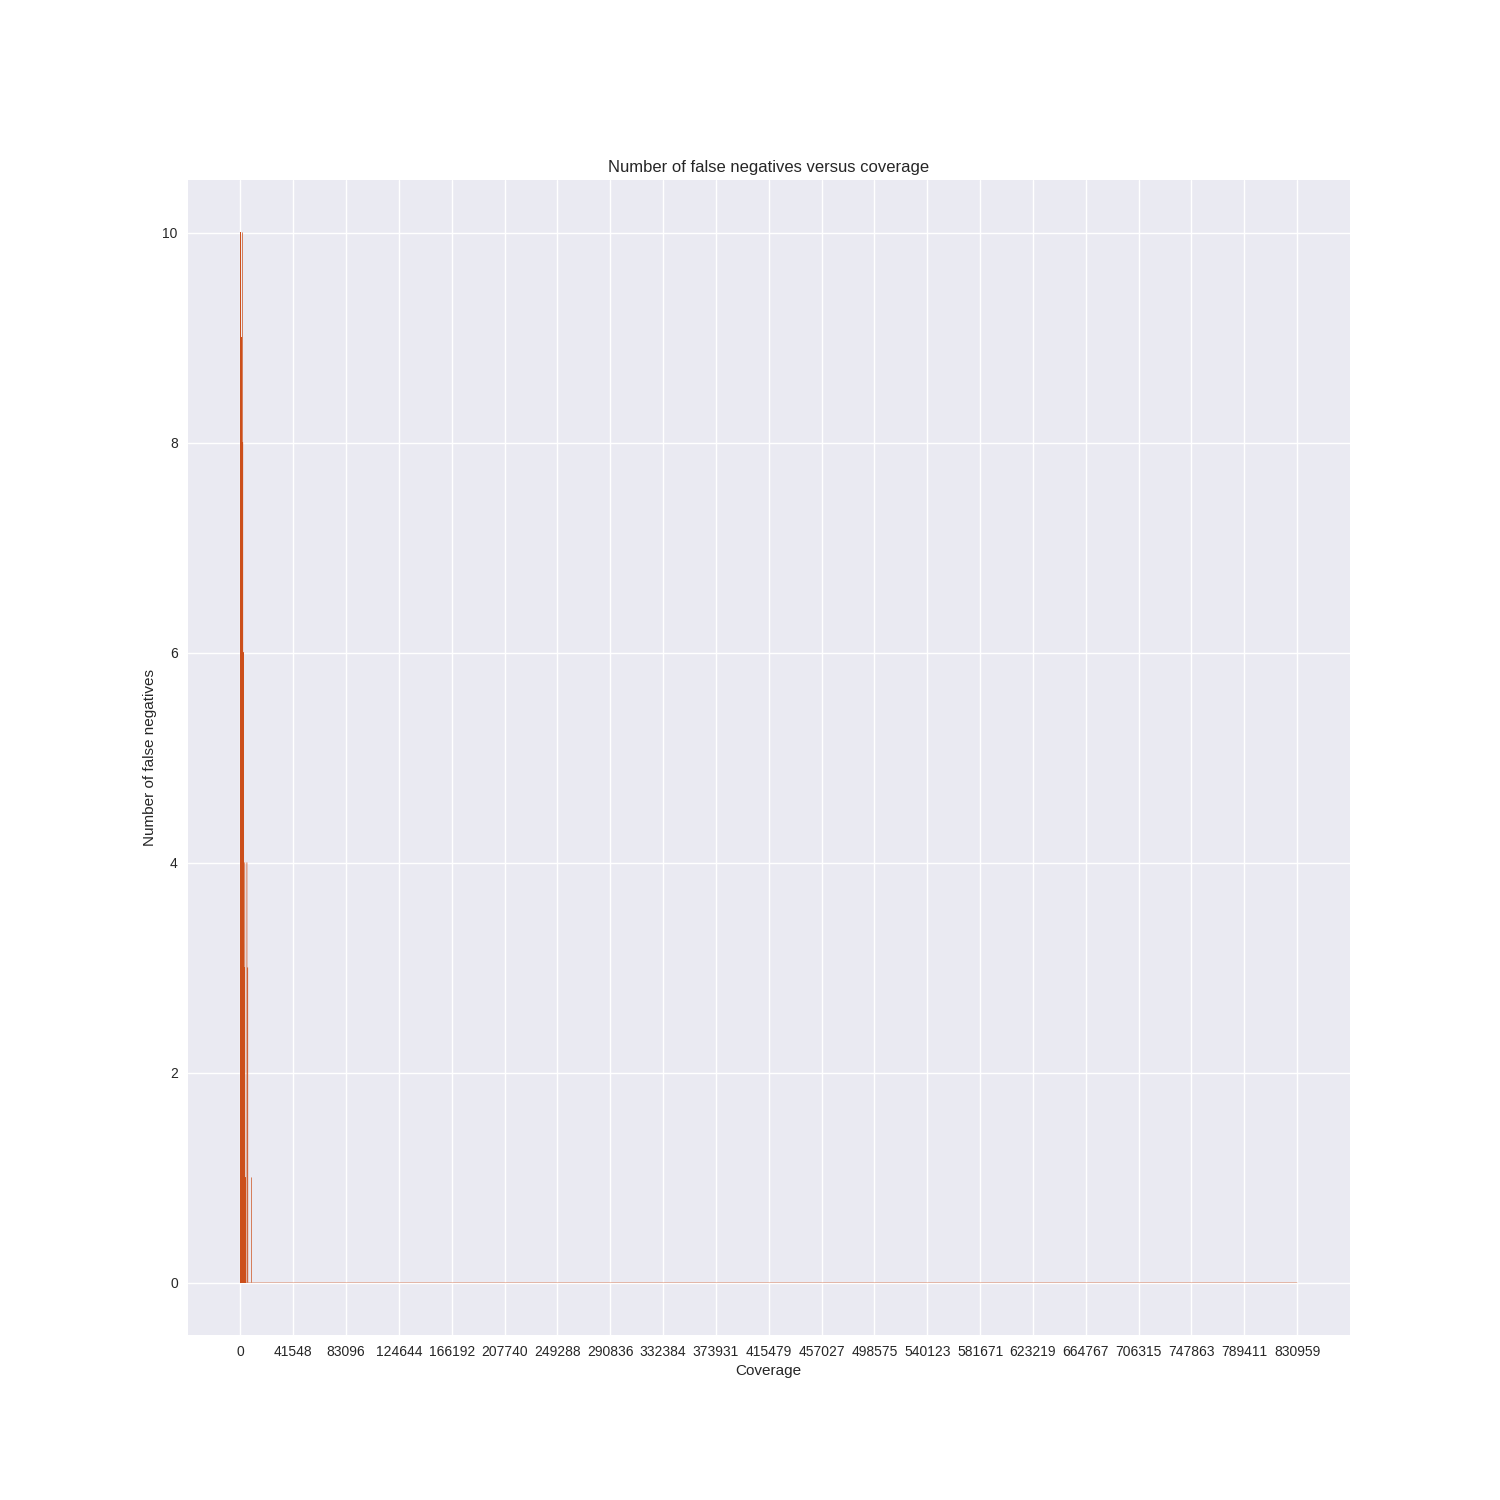 Number of false negatives versus coverage
10
8
6
4
2
0
Number of false negatives
0 41548 83096 124644 166192 207740 249288 290836 332384 373931 415479 457027 498575 540123 581671 623219 664767 706315 747863 789411 830959
Coverage